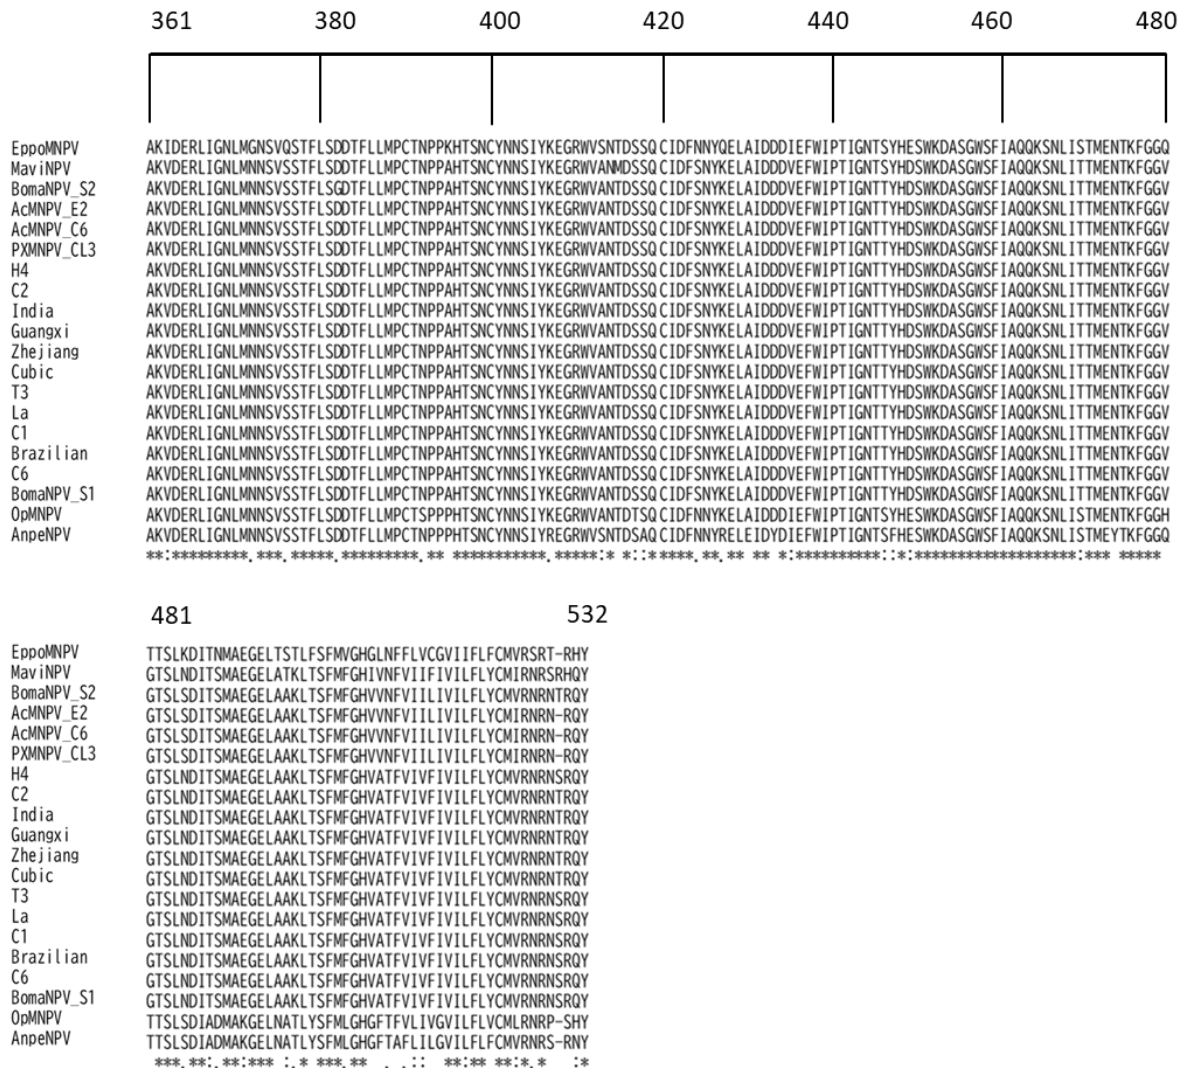 361 380 400 420 440 460 480
EppoMNPV AKIDERLIGNLMGNSVQSTFLSDDTFLLMPCTNPPKHTSNCYNNSIYKEGRWVSNTDSSQCIDFNNYQELAIDDDIEFWIPTIGNTSYHESWKDASGWSFIAQQKSNLISTMENTKFGGQ
MaviNPV AKVDERLIGNLMNNSVSSTFLSDDTFLLMPCTNPPAHTSNCYNNSIYKEGRWVANMDSSQCIDFSNYKELAIDDDVEFWIPTIGNTSYHDSWKDASGWSFIAQQKSNLITTMENTKFGGV
BomaNPV_S2 AKVDERLIGNLMNNSVSSTFLSGDTFLLMPCTNPPAHTSNCYNNSIYKEGRWVANTDSSQCIDFSNYKELAIDDDVEFWIPTIGNTTYHDSWKDASGWSFIAQQKSNLITTMENTKFGGV
AcMNPV_E2 AKVDERLIGNLMNNSVSSTFLSDDTFLLMPCTNPPAHTSNCYNNSIYKEGRWVANTDSSQCIDFSNYKELAIDDDVEFWIPTIGNTTYHDSWKDASGWSFIAQQKSNLITTMENTKFGGV
AcMNPV_C6 AKVDERLIGNLMNNSVSSTFLSDDTFLLMPCTNPPAHTSNCYNNSIYKEGRWVANTDSSQCIDFSNYKELAIDDDVEFWIPTIGNTTYHDSWKDASGWSFIAQQKSNLITTMENTKFGGV
PXMNPV_CL3 AKVDERLIGNLMNNSVSSTFLSDDTFLLMPCTNPPAHTSNCYNNSIYKEGRWVANTDSSQCIDFSNYKELAIDDDVEFWIPTIGNTTYHDSWKDASGWSFIAQQKSNLITTMENTKFGGV
H4 AKVDERLIGNLMNNSVSSTFLSDDTFLLMPCTNPPAHTSNCYNNSIYKEGRWVANTDSSQCIDFSNYKELAIDDDVEFWIPTIGNTTYHDSWKDASGWSFIAQQKSNLITTMENTKFGGV
C2 AKVDERLIGNLMNNSVSSTFLSDDTFLLMPCTNPPAHTSNCYNNSIYKEGRWVANTDSSQCIDFSNYKELAIDDDVEFWIPTIGNTTYHDSWKDASGWSFIAQQKSNLITTMENTKFGGV
India AKVDERLIGNLMNNSVSSTFLSDDTFLLMPCTNPPAHTSNCYNNSIYKEGRWVANTDSSQCIDFSNYKELAIDDDVEFWIPTIGNTTYHDSWKDASGWSFIAQQKSNLITTMENTKFGGV
Guangxi AKVDERLIGNLMNNSVSSTFLSDDTFLLMPCTNPPAHTSNCYNNSIYKEGRWVANTDSSQCIDFSNYKELAIDDDVEFWIPTIGNTTYHDSWKDASGWSFIAQQKSNLITTMENTKFGGV
Zhejiang AKVDERLIGNLMNNSVSSTFLSDDTFLLMPCTNPPAHTSNCYNNSIYKEGRWVANTDSSQCIDFSNYKELAIDDDVEFWIPTIGNTTYHDSWKDASGWSFIAQQKSNLITTMENTKFGGV
Cubic AKVDERLIGNLMNNSVSSTFLSDDTFLLMPCTNPPAHTSNCYNNSIYKEGRWVANTDSSQCIDFSNYKELAIDDDVEFWIPTIGNTTYHDSWKDASGWSFIAQQKSNLITTMENTKFGGV
T3 AKVDERLIGNLMNNSVSSTFLSDDTFLLMPCTNPPAHTSNCYNNSIYKEGRWVANTDSSQCIDFSNYKELAIDDDVEFWIPTIGNTTYHDSWKDASGWSFIAQQKSNLITTMENTKFGGV
La AKVDERLIGNLMNNSVSSTFLSDDTFLLMPCTNPPAHTSNCYNNSIYKEGRWVANTDSSQCIDFSNYKELAIDDDVEFWIPTIGNTTYHDSWKDASGWSFIAQQKSNLITTMENTKFGGV
C1 AKVDERLIGNLMNNSVSSTFLSDDTFLLMPCTNPPAHTSNCYNNSIYKEGRWVANTDSSQCIDFSNYKELAIDDDVEFWIPTIGNTTYHDSWKDASGWSFIAQQKSNLITTMENTKFGGV
Brazilian AKVDERLIGNLMNNSVSSTFLSDDTFLLMPCTNPPAHTSNCYNNSIYKEGRWVANTDSSQCIDFSNYKELAIDDDVEFWIPTIGNTTYHDSWKDASGWSFIAQQKSNLITTMENTKFGGV
C6 AKVDERLIGNLMNNSVSSTFLSDDTFLLMPCTNPPAHTSNCYNNSIYKEGRWVANTDSSQCIDFSNYKELAIDDDVEFWIPTIGNTTYHDSWKDASGWSFIAQQKSNLITTMENTKFGGV
BomaNPV_S1 AKVDERLIGNLMNNSVSSTFLSDDTFLLMPCTNPPAHTSNCYNNSIYKEGRWVANTDSSQCIDFSNYKELAIDDDVEFWIPTIGNTTYHDSWKDASGWSFIAQQKSNLITTMENTKFGGV
OpMNPV AKVDERLIGNLMNNSVSSTFLSDDTFLLMPCTSPPPHTSNCYNNSIYKEGRWVANTDTSQCIDFNNYKELAIDDDIEFWIPTIGNTSYHESWKDASGWSFIAQQKSNLISTMENTKFGGH
AnpeNPV AKVDERLIGNLMNNSVSSTFLSDDTFLLMPCTNPPAHTSNCYNNSIYREGRWVSNTDSAQCIDFNNYRELEIDYDIEFWIPTIGNTSFHESWKDASGWSFIAQQKSNLISTMEYTKFGGQ
**:*********.***.*****.*********.** ***********.*****:* *::*****.**.** ** *:**********::*:********************:*** *****
481 532
EppoMNPV TTSLKDITNMAEGELTSTLFSFMVGHGLNFFLVCGVIIFLFCMVRSRT-RHY
MaviNPV GTSLNDITSMAEGELATKLTSFMFGHIVNFVIIFIVILFLYCMIRNRSRHQY
BomaNPV_S2 GTSLSDITSMAEGELAAKLTSFMFGHVVNFVIILIVILFLYCMIRNRNTRQY
AcMNPV_E2 GTSLSDITSMAEGELAAKLTSFMFGHVVNFVIILIVILFLYCMIRNRN-RQY
AcMNPV_C6 GTSLSDITSMAEGELAAKLTSFMFGHVVNFVIILIVILFLYCMIRNRN-RQY
PXMNPV_CL3 GTSLSDITSMAEGELAAKLTSFMFGHVVNFVIILIVILFLYCMIRNRN-RQY
H4 GTSLNDITSMAEGELAAKLTSFMFGHVATFVIVFIVILFLYCMVRNRNSRQY
C2 GTSLNDITSMAEGELAAKLTSFMFGHVATFVIVFIVILFLYCMVRNRNTRQY
India GTSLNDITSMAEGELAAKLTSFMFGHVATFVIVFIVILFLYCMVRNRNTRQY
Guangxi GTSLNDITSMAEGELAAKLTSFMFGHVATFVIVFIVILFLYCMVRNRNTRQY
Zhejiang GTSLNDITSMAEGELAAKLTSFMFGHVATFVIVFIVILFLYCMVRNRNTRQY
Cubic GTSLNDITSMAEGELAAKLTSFMFGHVATFVIVFIVILFLYCMVRNRNTRQY
T3 GTSLNDITSMAEGELAAKLTSFMFGHVATFVIVFIVILFLYCMVRNRNSRQY
La GTSLNDITSMAEGELAAKLTSFMFGHVATFVIVFIVILFLYCMVRNRNSRQY
C1 GTSLNDITSMAEGELAAKLTSFMFGHVATFVIVFIVILFLYCMVRNRNSRQY
Brazilian GTSLNDITSMAEGELAAKLTSFMFGHVATFVIVFIVILFLYCMVRNRNSRQY
C6 GTSLNDITSMAEGELAAKLTSFMFGHVATFVIVFIVILFLYCMVRNRNSRQY
BomaNPV_S1 GTSLNDITSMAEGELAAKLTSFMFGHVATFVIVFIVILFLYCMVRNRNSRQY
OpMNPV TTSLSDIADMAKGELNATLYSFMLGHGFTFVLIVGVILFLVCMLRNRP-SHY
AnpeNPV TTSLSDIADMAKGELNATLYSFMLGHGFTAFLILGVILFLVCMLRNRS-RNY
***.**:.**:*** :.* ***.** . .:: **:** **:*.* :*